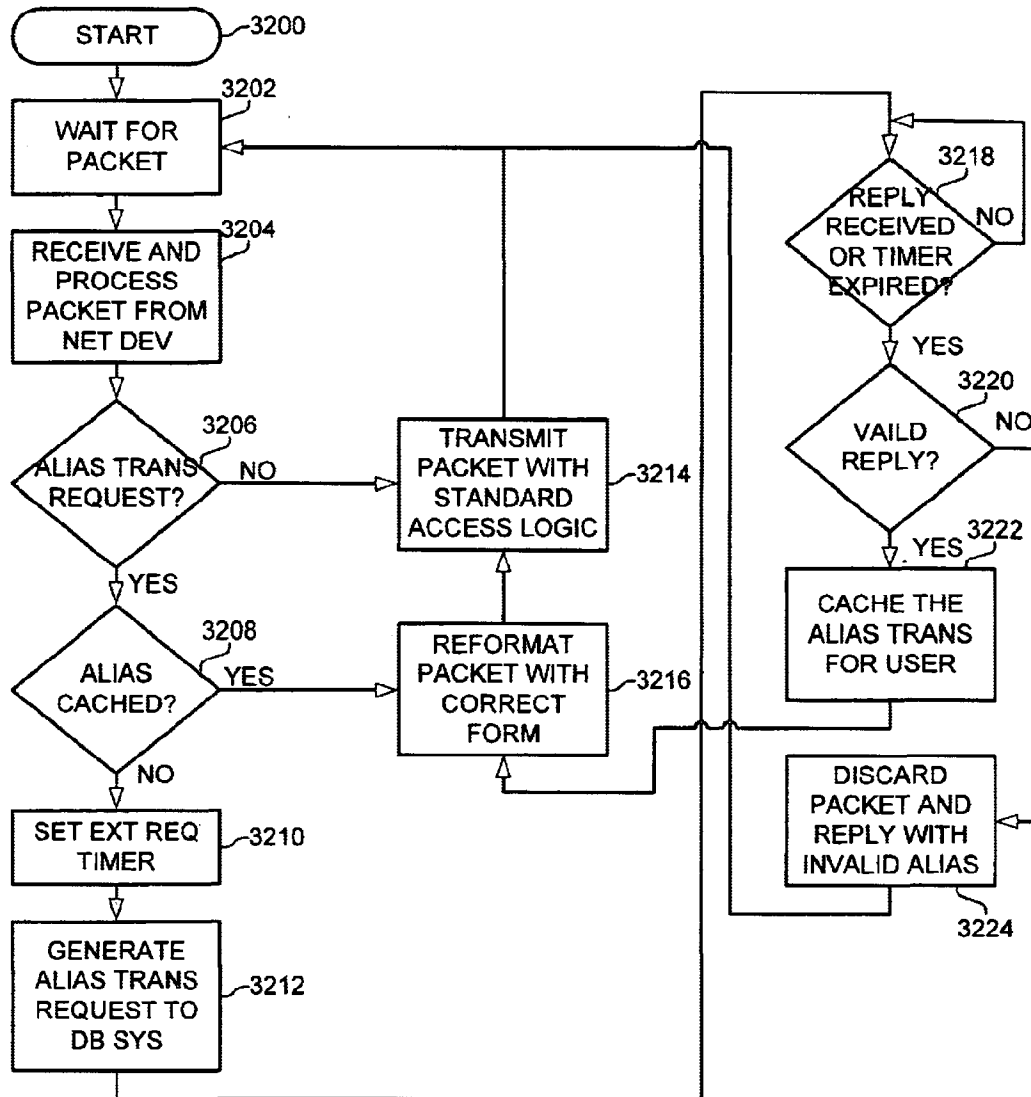 START
3200
3202
WAIT FOR
PACKET
3204
RECEIVE AND
PROCESS
PACKET FROM
NET DEV
3206
ALIAS TRANS
REQUEST?
NO
YES
3208
ALIAS
CACHED?
YES
NO
SET EXT REQ
TIMER
3210
GENERATE
ALIAS TRANS
REQUEST TO
DB SYS
3212
TRANSMIT
PACKET WITH
STANDARD
ACCESS LOGIC
3214
REFORMAT
PACKET WITH
CORRECT
FORM
3216
3218
REPLY
RECEIVED
OR TIMER
EXPIRED?
NO
YES
3220
VAILD
REPLY?
NO
YES
3222
CACHE THE
ALIAS TRANS
FOR USER
DISCARD
PACKET AND
REPLY WITH
INVALID ALIAS
3224